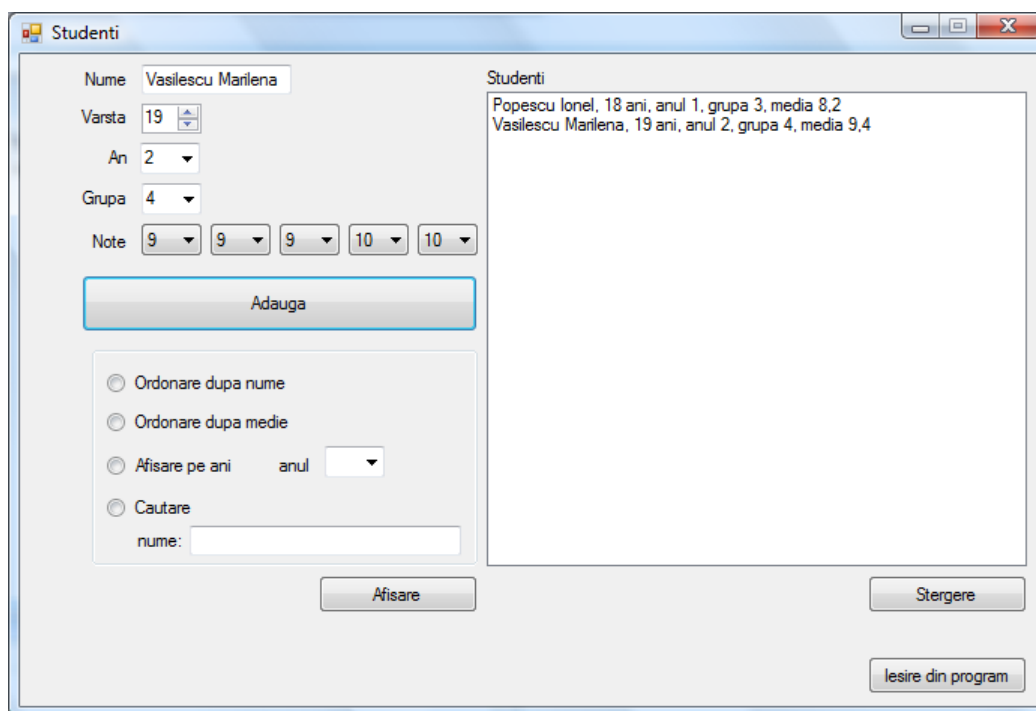 Studenti
Nume Vasilescu Marilena
Varsta 19
An 2
Grupa 4
Note 9 9 9 10 10
Adauga
Ordonare dupa nume
Ordonare dupa medie
Afisare pe ani anul
Cautare
nume:
Afisare
Studenti
Popescu Ionel, 18 ani, anul 1, grupa 3, media 8,2
Vasilescu Marilena, 19 ani, anul 2, grupa 4, media 9,4
Stergere
Iesire din program